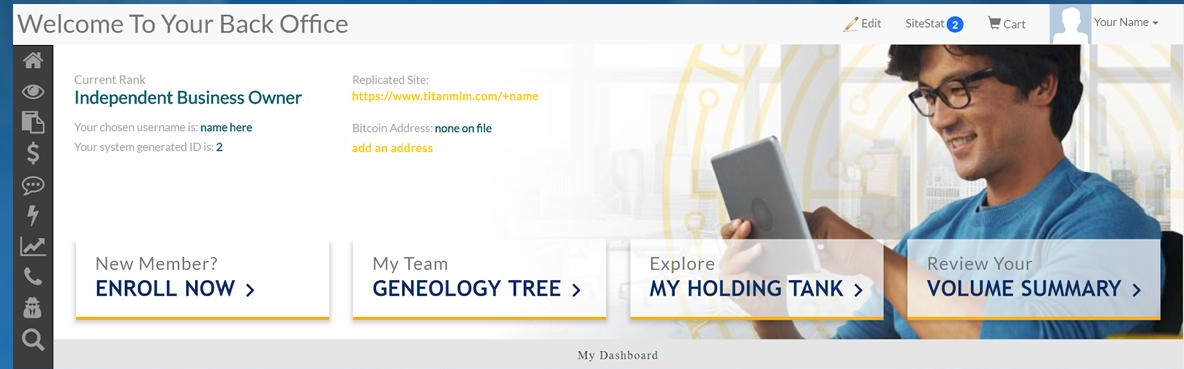 Welcome To Your Back Office
Edit
SiteStat 2
Cart
Your Name
Current Rank
Independent Business Owner
Your chosen username is: name here
Your system generated ID is: 2
Replicated Site:
https://www.titanmlm.com/+name
Bitcoin Address: none on file
add an address
New Member?
ENROLL NOW
My Team
GENEOLOGY TREE
Explore
MY HOLDING TANK
Review Your
VOLUME SUMMARY
My Dashboard